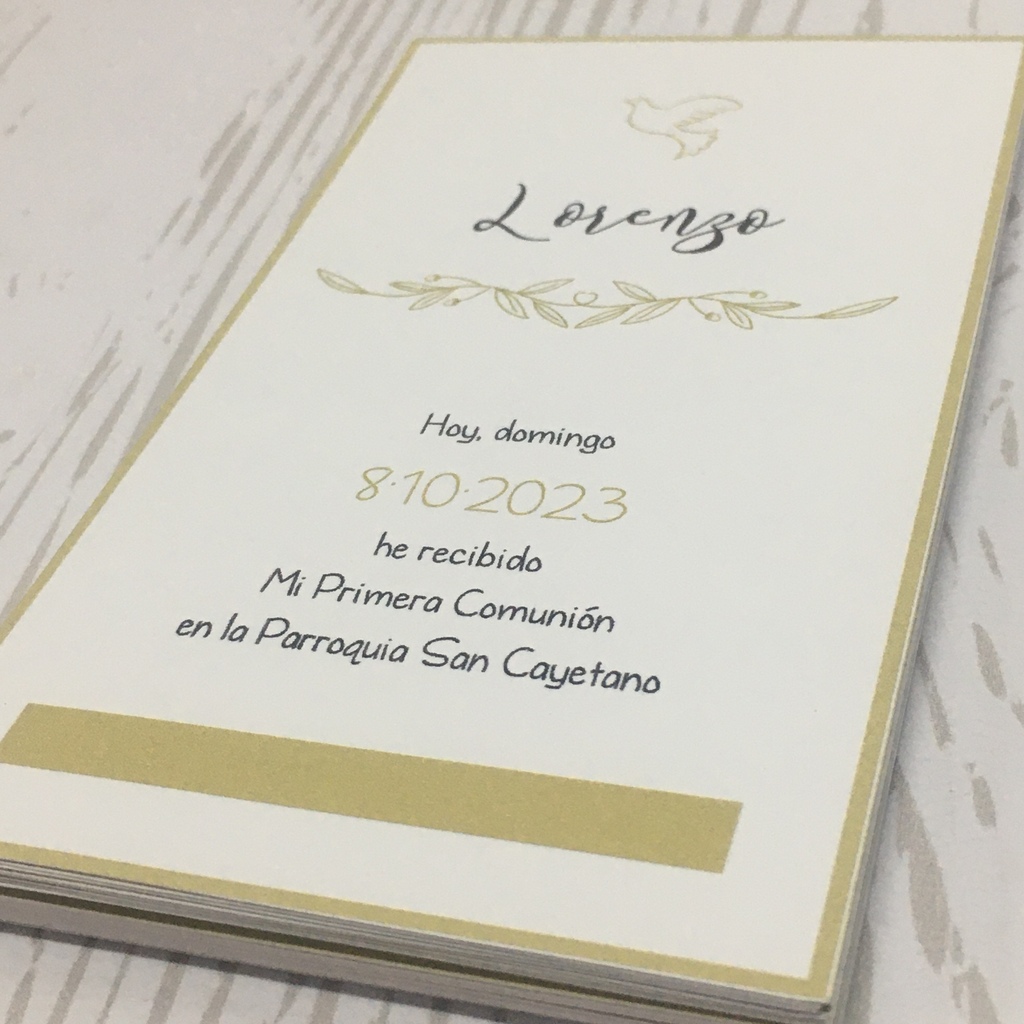 Lorenzo
Hoy, domingo
8·10·2023
he recibido
Mi Primera Comunión
en la Parroquia San Cayetano